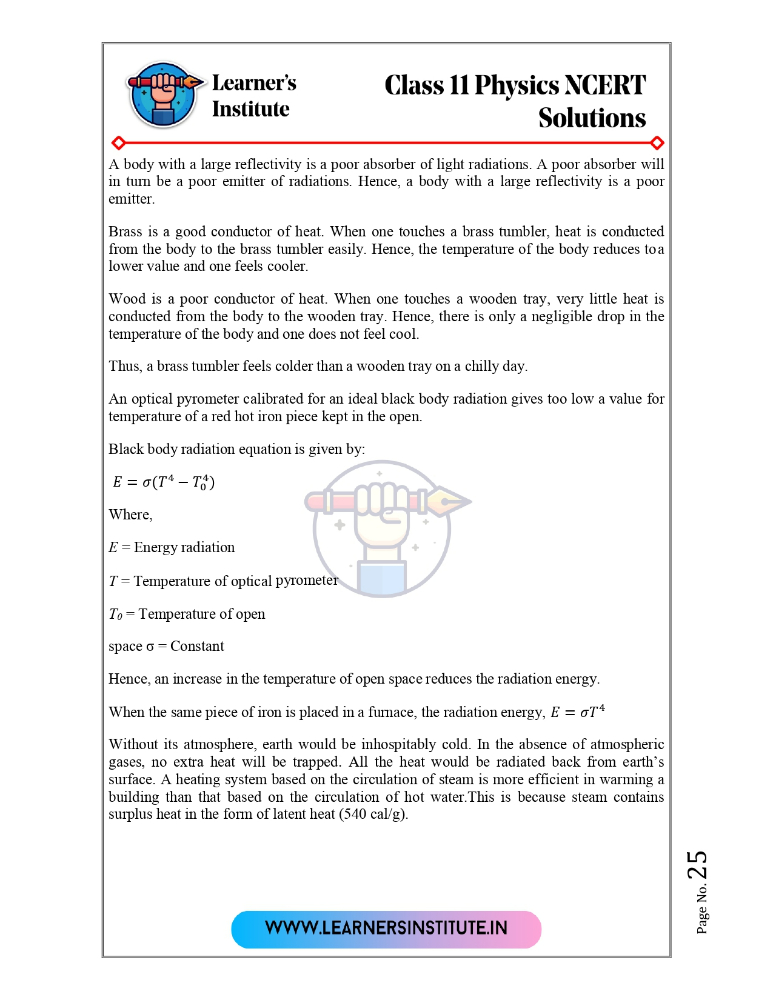 Learner's
Institute
Class 11 Physics NCERT
Solutions
A body with a large reflectivity is a poor absorber of light radiations. A poor absorber will
in turn be a poor emitter of radiations. Hence, a body with a large reflectivity is a poor
emitter.
Brass is a good conductor of heat. When one touches a brass tumbler, heat is conducted
from the body to the brass tumbler easily. Hence, the temperature of the body reduces to a
lower value and one feels cooler.
Wood is a poor conductor of heat. When one touches a wooden tray, very little heat is
conducted from the body to the wooden tray. Hence, there is only a negligible drop in the
temperature of the body and one does not feel cool.
Thus, a brass tumbler feels colder than a wooden tray on a chilly day.
An optical pyrometer calibrated for an ideal black body radiation gives too low a value for
temperature of a red hot iron piece kept in the open.
Black body radiation equation is given by:
E = σ(T⁴ − T₀⁴)
Where,
E = Energy radiation
T = Temperature of optical pyrometer
T₀ = Temperature of open
space σ = Constant
Hence, an increase in the temperature of open space reduces the radiation energy.
When the same piece of iron is placed in a furnace, the radiation energy, E = σT⁴
Without its atmosphere, earth would be inhospitably cold. In the absence of atmospheric
gases, no extra heat will be trapped. All the heat would be radiated back from earth's
surface. A heating system based on the circulation of steam is more efficient in warming a
building than that based on the circulation of hot water.This is because steam contains
surplus heat in the form of latent heat (540 cal/g).
Page No. 25
WWW.LEARNERSINSTITUTE.IN